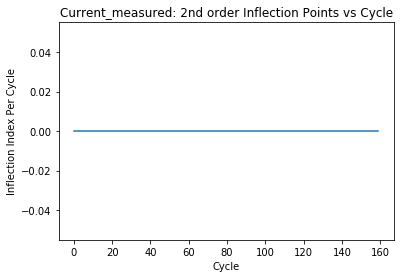 Current_measured: 2nd order Inflection Points vs Cycle
Inflection Index Per Cycle
0.04
0.02
0.00
−0.02
−0.04
0 20 40 60 80 100 120 140 160
Cycle